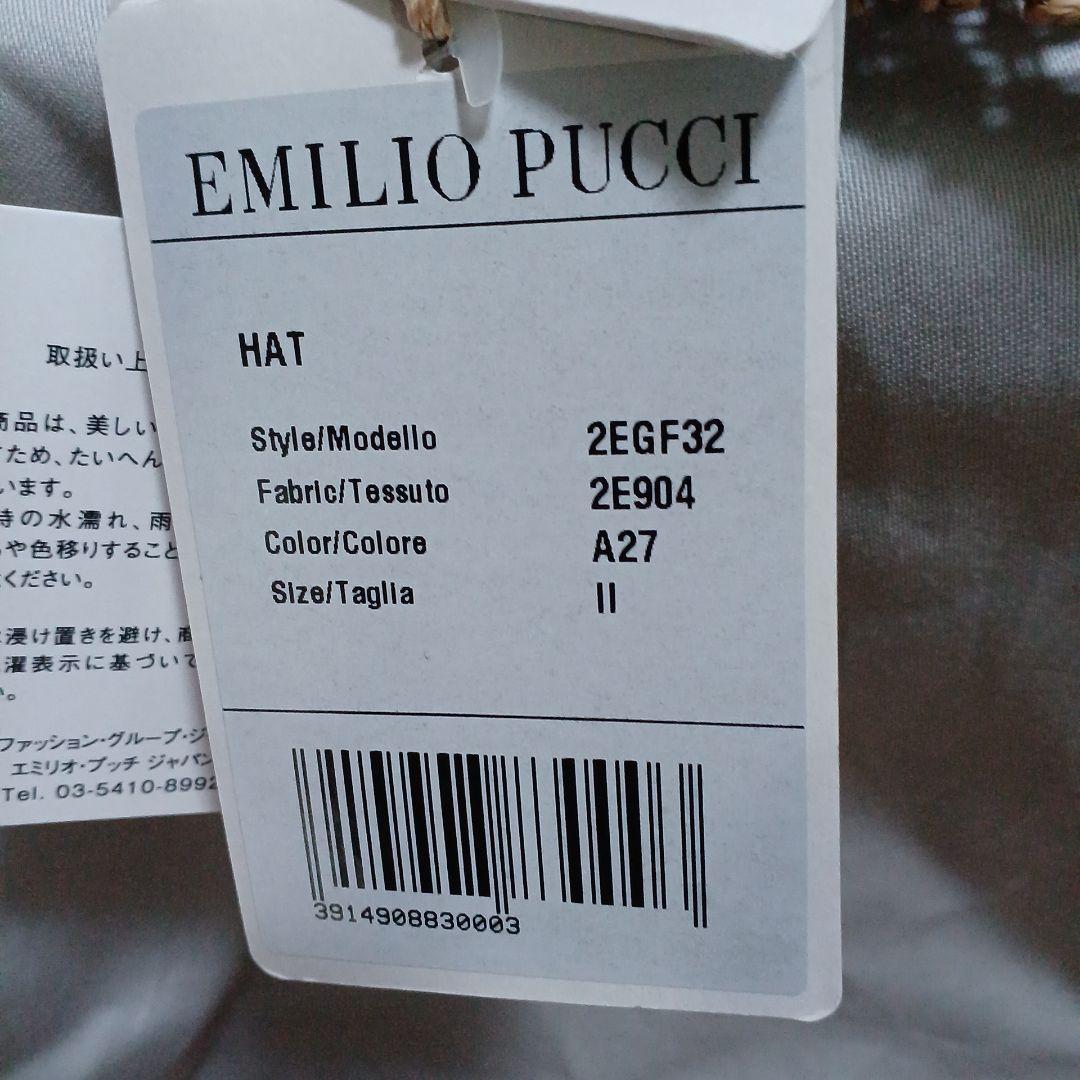 EMILIO PUCCI
HAT
Style/Modello 2EGF32
Fabric/Tessuto 2E904
Color/Colore A27
Size/Taglia II
3914908830003
取扱い上
商品は、美しい
ため、たいへん
います。
時の水濡れ、雨
や色移りすること
ください。
浸け置きを避け、商
濯表示に基づいて
い。
ファッション・グループ・ジ
エミリオ・プッチ ジャパン
Tel. 03-5410-8992